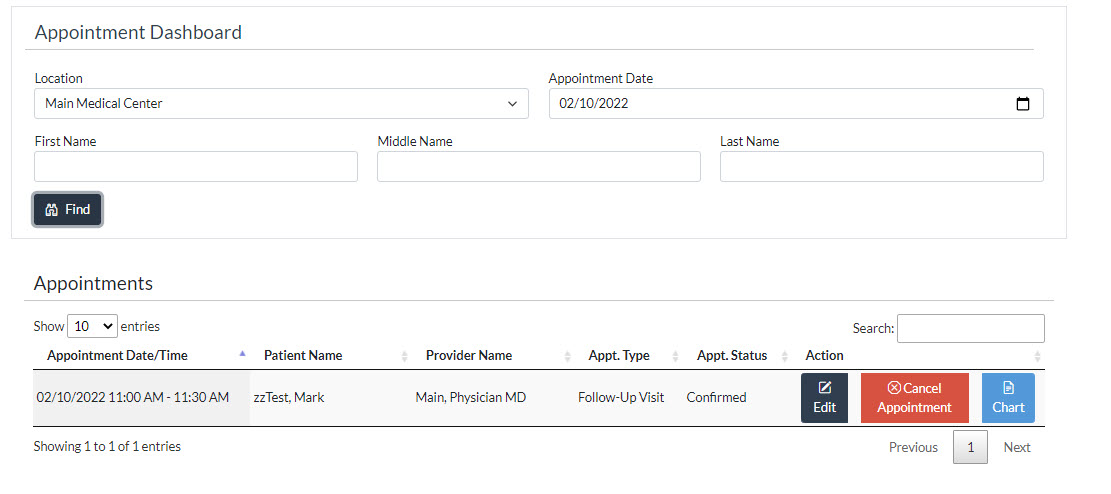 Appointment Dashboard
Location Appointment Date
Main Medical Center 02/10/2022
First Name Middle Name Last Name
Find
Appointments
Show 10 entries Search:
Appointment Date/Time Patient Name Provider Name Appt. Type Appt. Status Action
02/10/2022 11:00 AM - 11:30 AM zzTest, Mark Main, Physician MD Follow-Up Visit Confirmed Edit Cancel Appointment Chart
Showing 1 to 1 of 1 entries Previous 1 Next